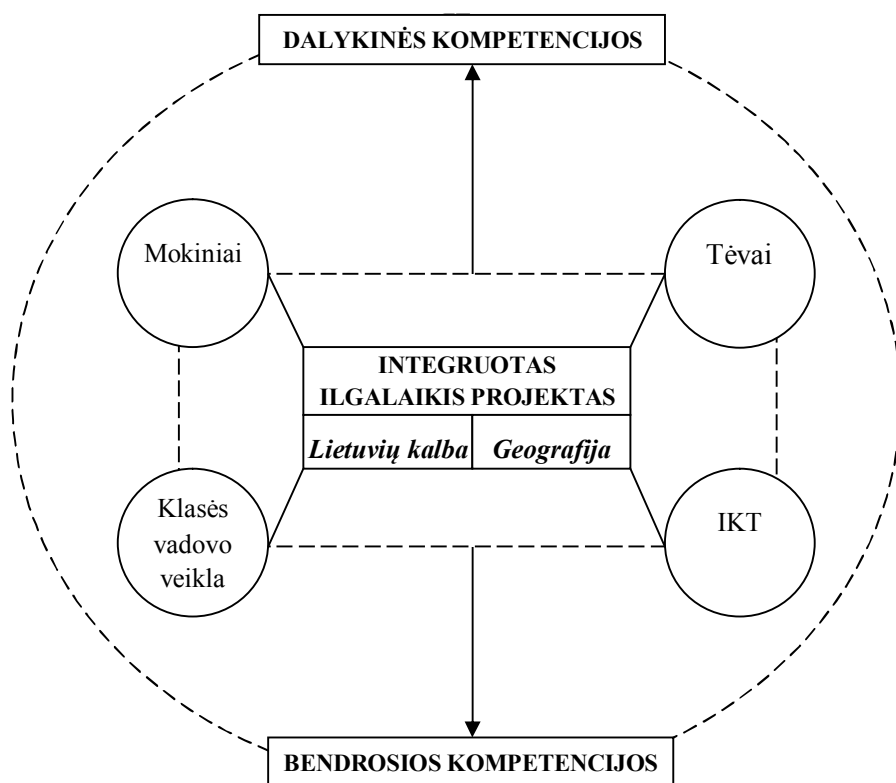 DALYKINĖS KOMPETENCIJOS
Mokiniai
Tėvai
INTEGRUOTAS
ILGALAIKIS PROJEKTAS
Lietuvių kalba
Geografija
Klasės
vadovo
veikla
IKT
BENDROSIOS KOMPETENCIJOS